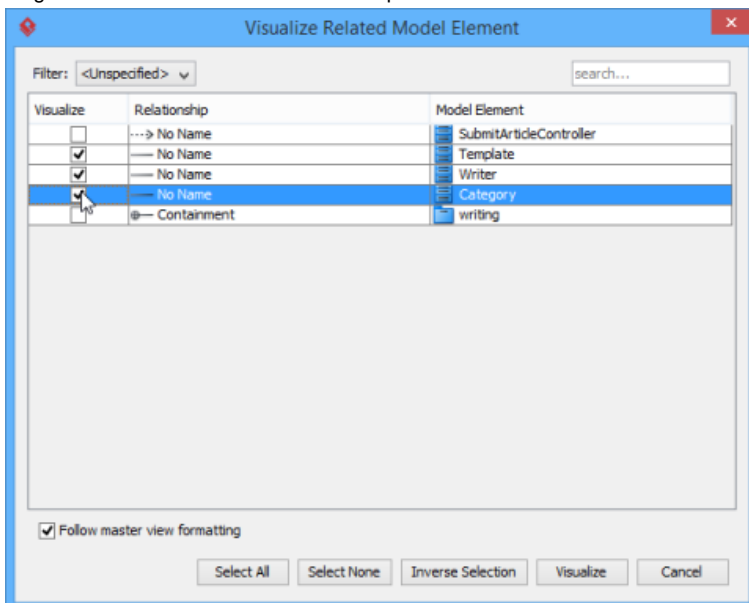 Visualize Related Model Element
Filter: <Unspecified> search...
Visualize Relationship Model Element
No Name SubmitArticleController
No Name Template
No Name Writer
No Name Category
Containment writing
Follow master view formatting
Select All Select None Inverse Selection Visualize Cancel